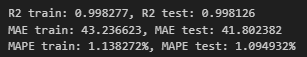 R2 train: 0.998277, R2 test: 0.998126
MAE train: 43.236623, MAE test: 41.802382
MAPE train: 1.138272%, MAPE test: 1.094932%